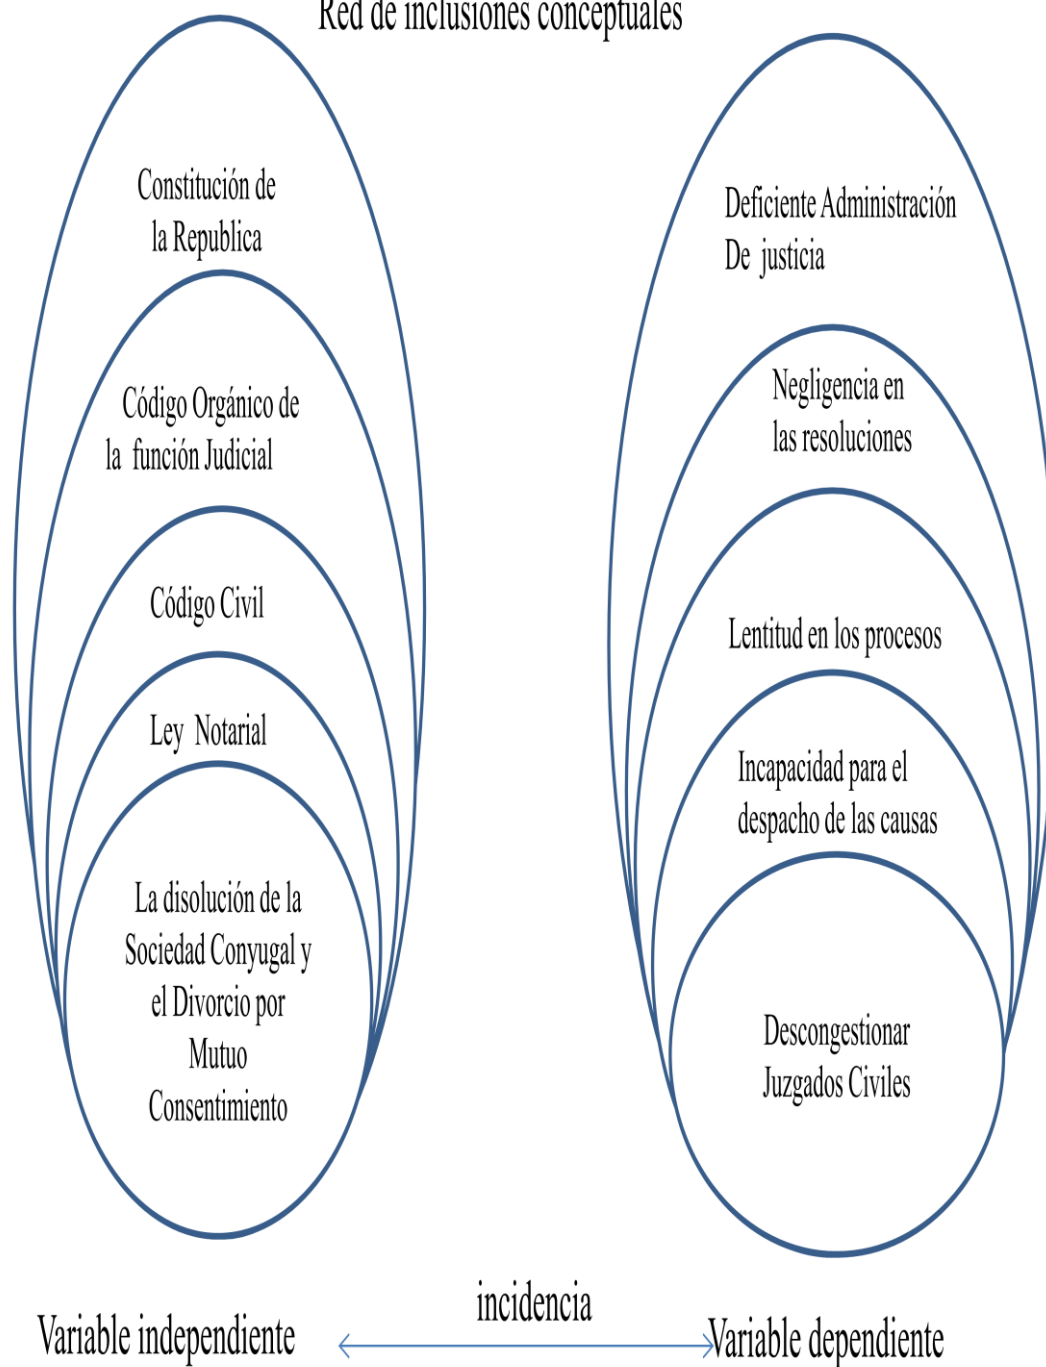 Red de inclusiones conceptuales
Constitución de
la Republica
Código Orgánico de
la función Judicial
Código Civil
Ley Notarial
La disolución de la
Sociedad Conyugal y
el Divorcio por
Mutuo
Consentimiento
Deficiente Administración
De justicia
Negligencia en
las resoluciones
Lentitud en los procesos
Incapacidad para el
despacho de las causas
Descongestionar
Juzgados Civiles
Variable independiente
incidencia
Variable dependiente